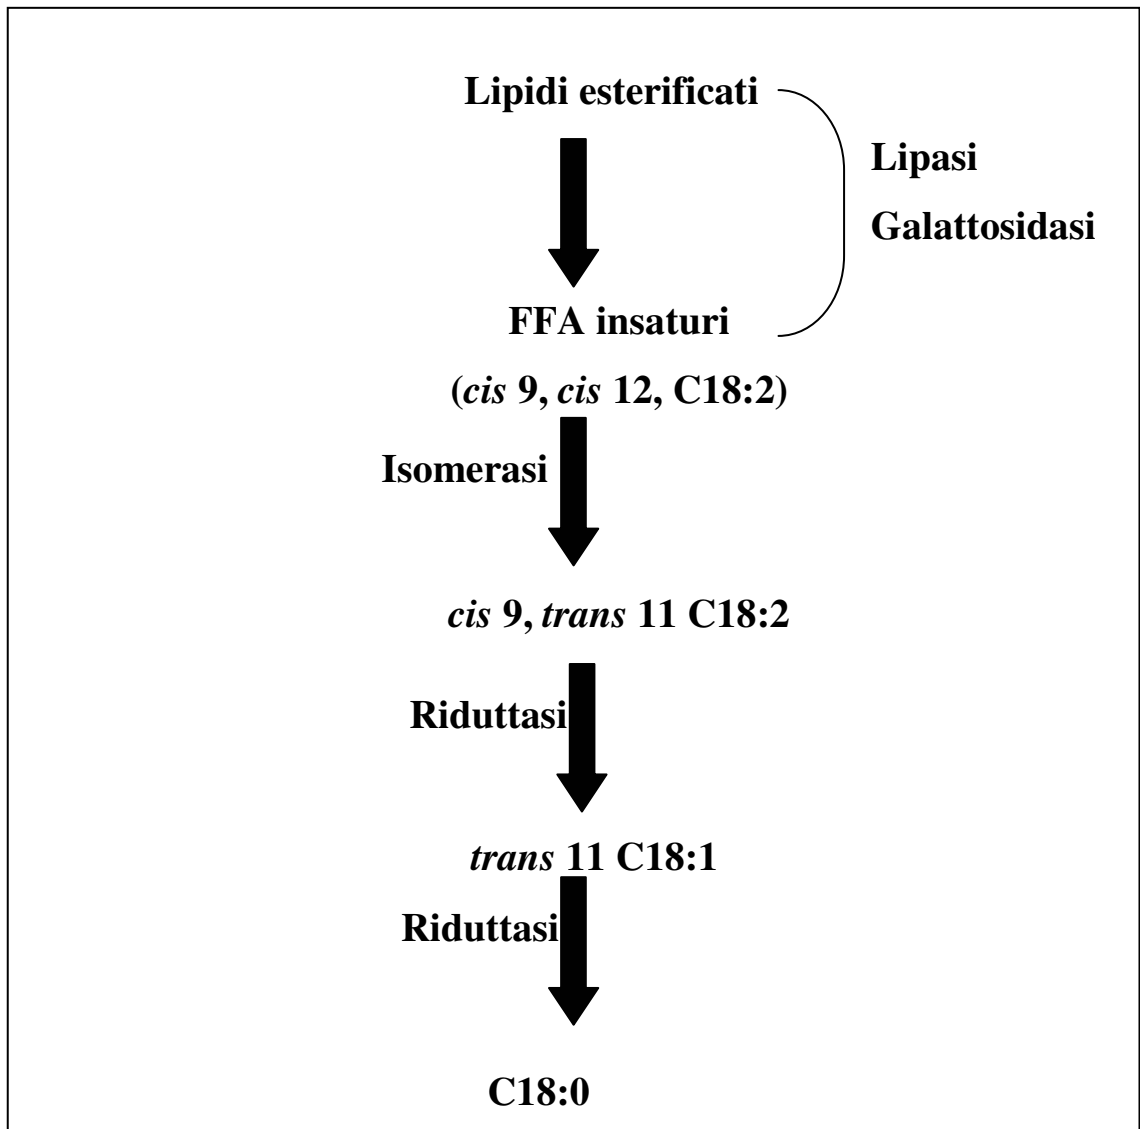 Lipidi esterificati
Lipasi
Galattosidasi
FFA insaturi
(cis 9, cis 12, C18:2)
Isomerasi
cis 9, trans 11 C18:2
Riduttasi
trans 11 C18:1
Riduttasi
C18:0